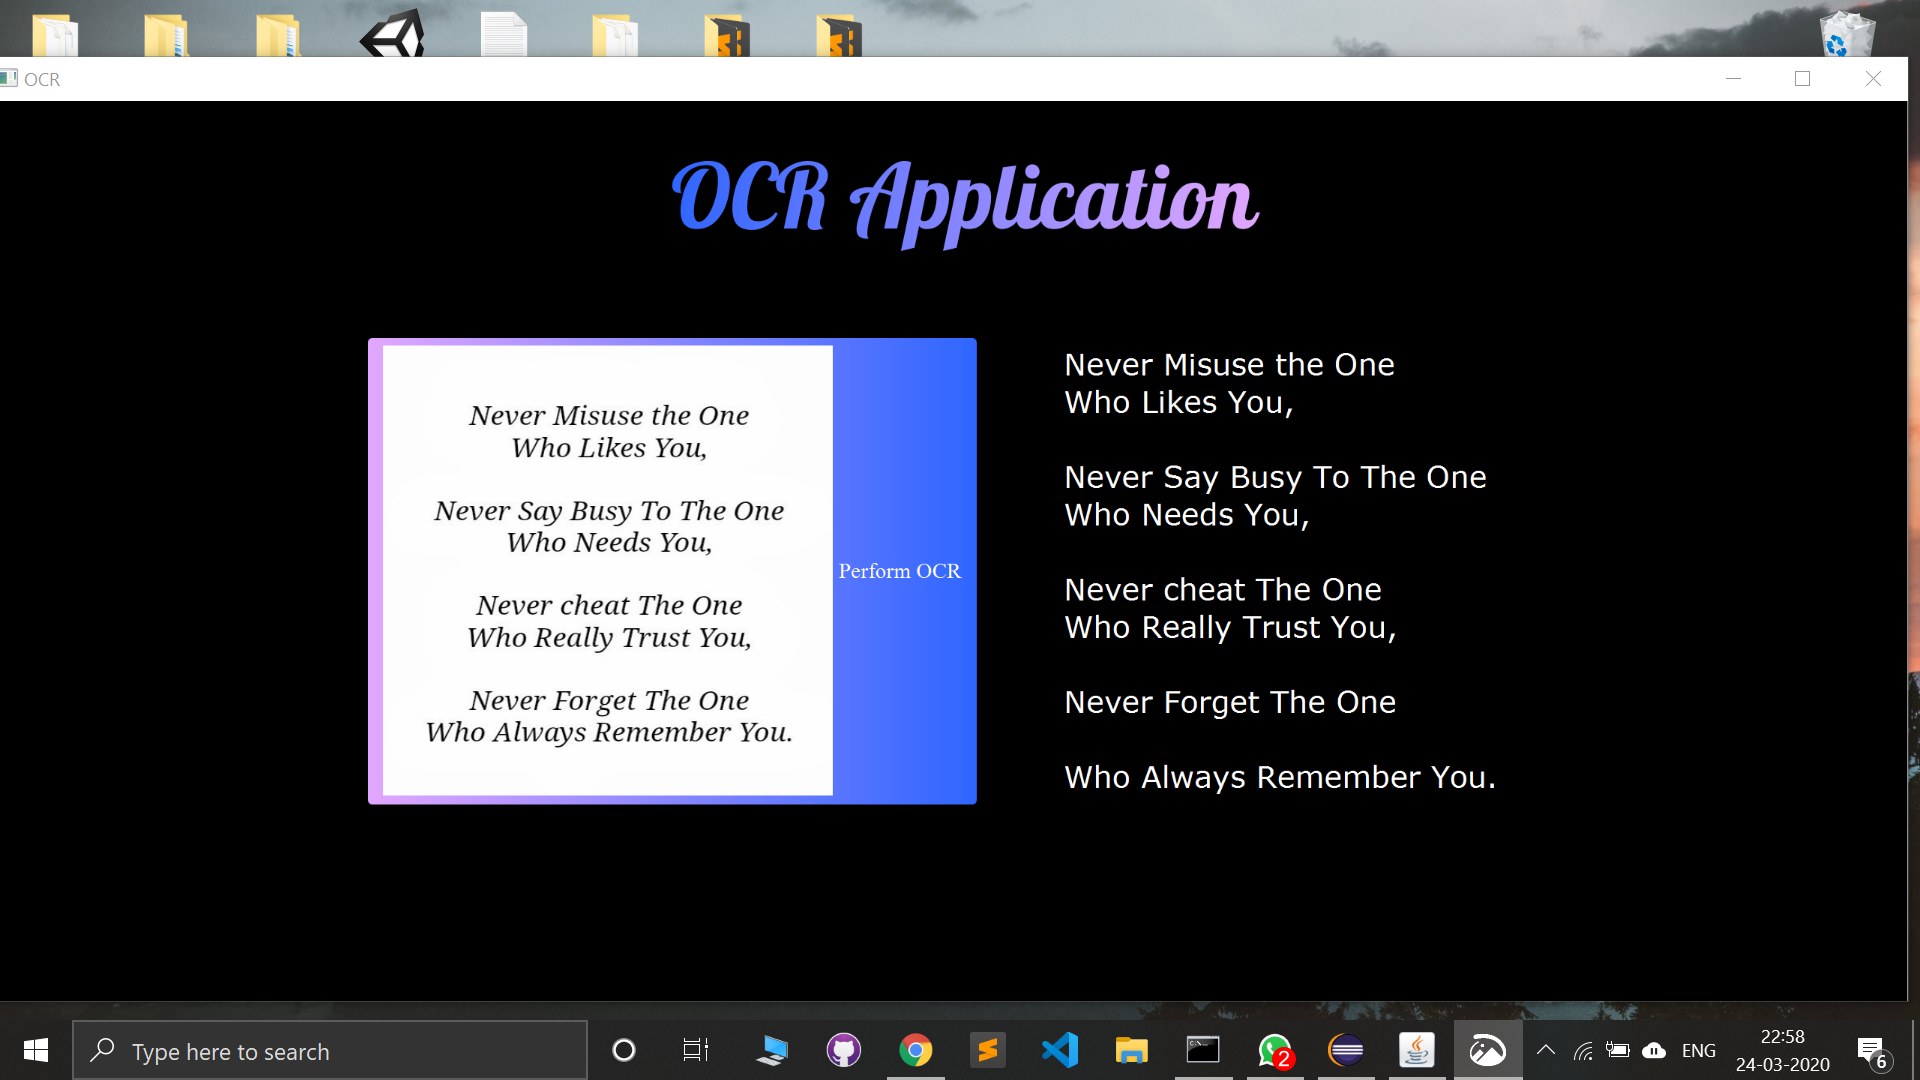 OCR
OCR Application
Never Misuse the One
Who Likes You,
Never Say Busy To The One
Who Needs You,
Never cheat The One
Who Really Trust You,
Never Forget The One
Who Always Remember You.
Perform OCR
Never Misuse the One
Who Likes You,
Never Say Busy To The One
Who Needs You,
Never cheat The One
Who Really Trust You,
Never Forget The One
Who Always Remember You.
Type here to search
2
ENG
22:58
24-03-2020
6